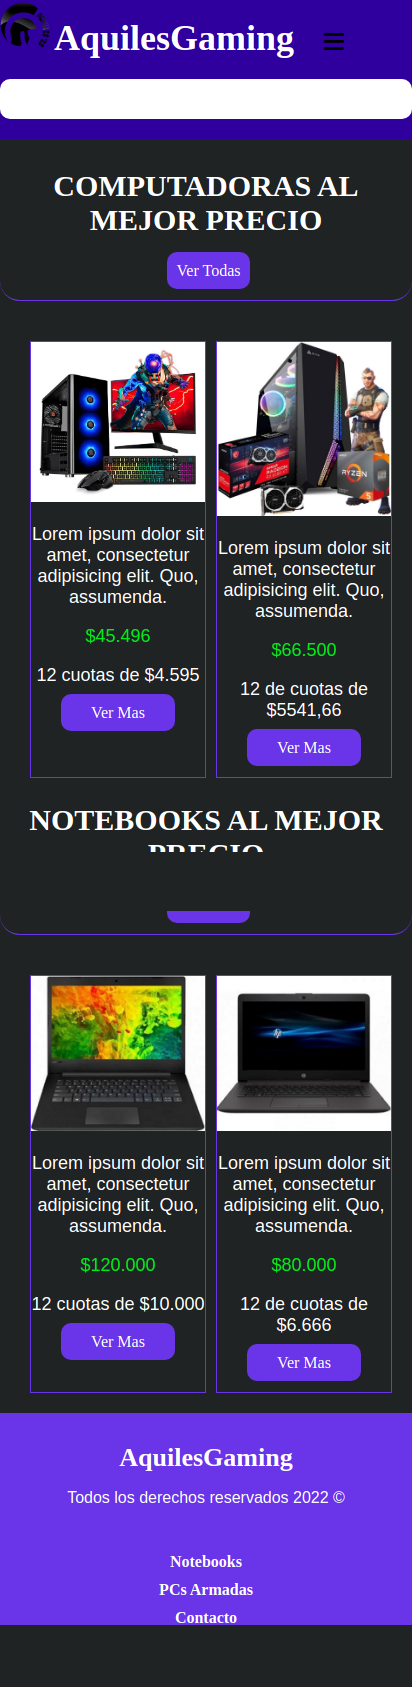 AquilesGaming
COMPUTADORAS AL
MEJOR PRECIO
Ver Todas
Lorem ipsum dolor sit
amet, consectetur
adipisicing elit. Quo,
assumenda.
$45.496
12 cuotas de $4.595
Ver Mas
RYZEN
5
Lorem ipsum dolor sit
amet, consectetur
adipisicing elit. Quo,
assumenda.
$66.500
12 de cuotas de
$5541,66
Ver Mas
NOTEBOOKS AL MEJOR
PRECIO
Lorem ipsum dolor sit
amet, consectetur
adipisicing elit. Quo,
assumenda.
$120.000
12 cuotas de $10.000
Ver Mas
hp
Lorem ipsum dolor sit
amet, consectetur
adipisicing elit. Quo,
assumenda.
$80.000
12 de cuotas de
$6.666
Ver Mas
AquilesGaming
Todos los derechos reservados 2022 ©
Notebooks
PCs Armadas
Contacto